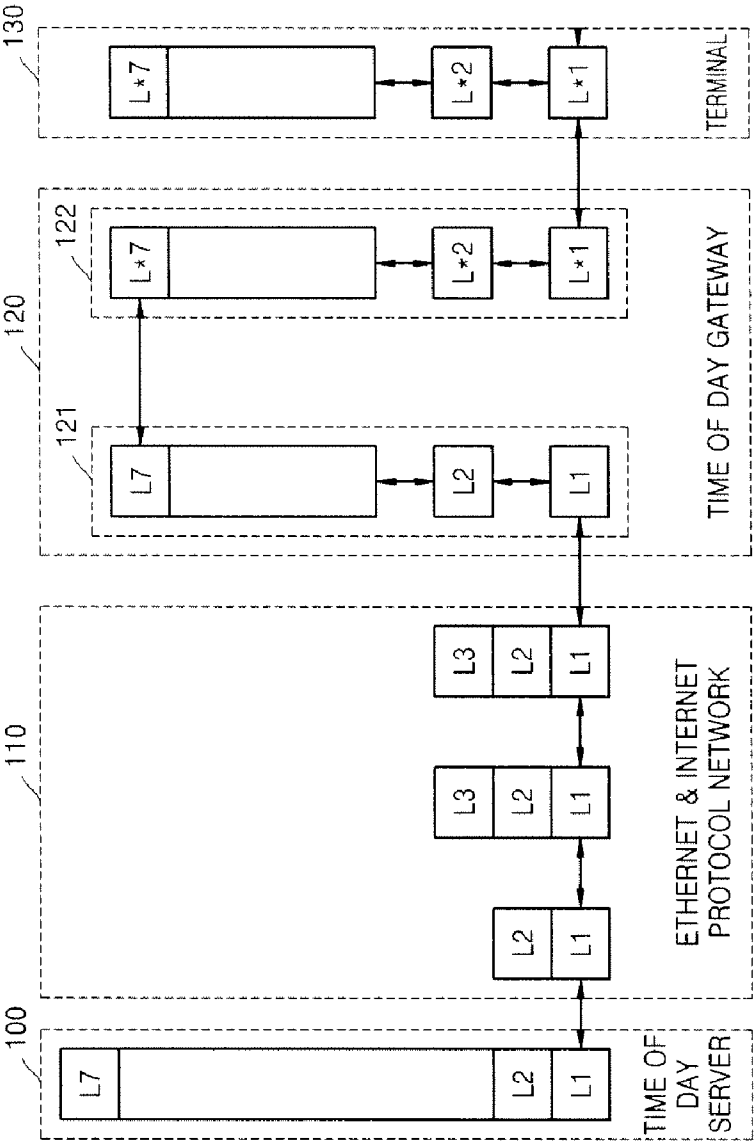 100
L7
L2
L1
TIME OF
DAY
SERVER
110
L2
L1
L3
L2
L1
L3
L2
L1
ETHERNET & INTERNET
PROTOCOL NETWORK
120
121
L7
L2
L1
122
L*7
L*2
L*1
TIME OF DAY GATEWAY
130
L*7
L*2
L*1
TERMINAL